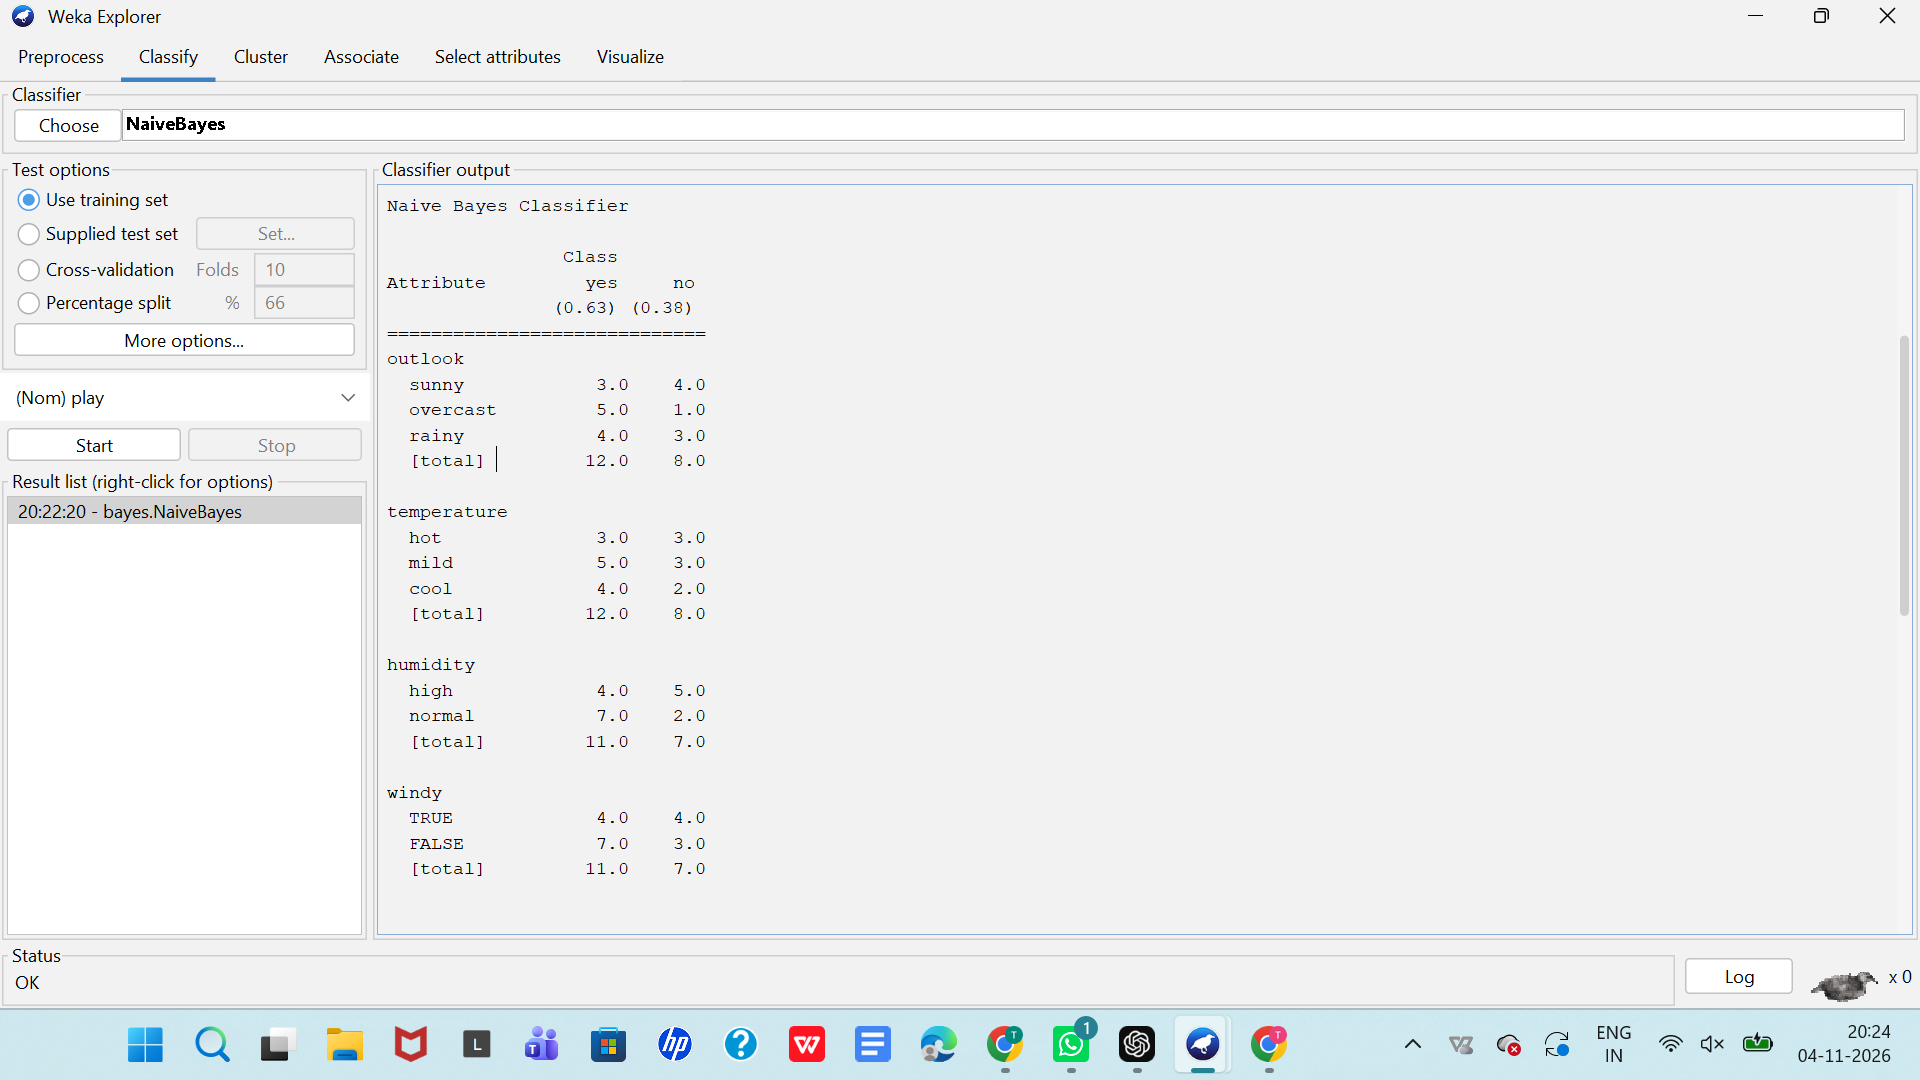 Weka Explorer
Preprocess Classify Cluster Associate Select attributes Visualize
Classifier
Choose NaiveBayes
Test options
Use training set
Supplied test set Set...
Cross-validation Folds 10
Percentage split % 66
More options...
(Nom) play
Start Stop
Result list (right-click for options)
20:22:20 - bayes.NaiveBayes
Classifier output
Naive Bayes Classifier
Class
Attribute yes no
(0.63) (0.38)
=============================
outlook
sunny 3.0 4.0
overcast 5.0 1.0
rainy 4.0 3.0
[total] 12.0 8.0
temperature
hot 3.0 3.0
mild 5.0 3.0
cool 4.0 2.0
[total] 12.0 8.0
humidity
high 4.0 5.0
normal 7.0 2.0
[total] 11.0 7.0
windy
TRUE 4.0 4.0
FALSE 7.0 3.0
[total] 11.0 7.0
Status
OK
Log x 0
L T hp ? W T 1 T
ENG
IN
20:24
04-11-2026